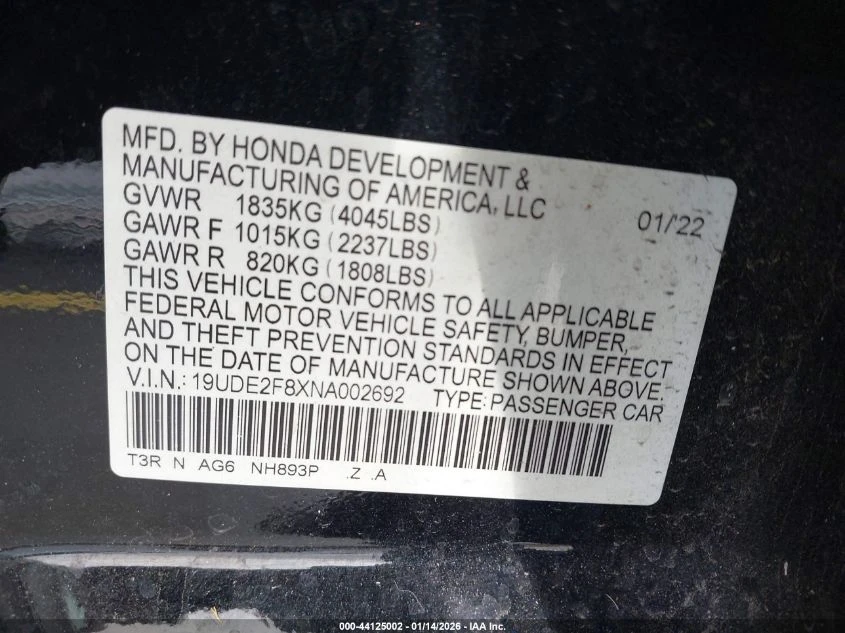 MFD. BY HONDA DEVELOPMENT &
MANUFACTURING OF AMERICA, LLC
GVWR 1835KG (4045LBS) 01/'22
GAWR F 1015KG (2237LBS)
GAWR R 820KG (1808LBS)
THIS VEHICLE CONFORMS TO ALL APPLICABLE
FEDERAL MOTOR VEHICLE SAFETY, BUMPER,
AND THEFT PREVENTION STANDARDS IN EFFECT
ON THE DATE OF MANUFACTURE SHOWN ABOVE.
V.I.N.: 19UDE2F8XNA002692 TYPE: PASSENGER CAR
T3R N AG6 NH893P .Z .A
000-44125002 - 01/14/2026 - IAA Inc.